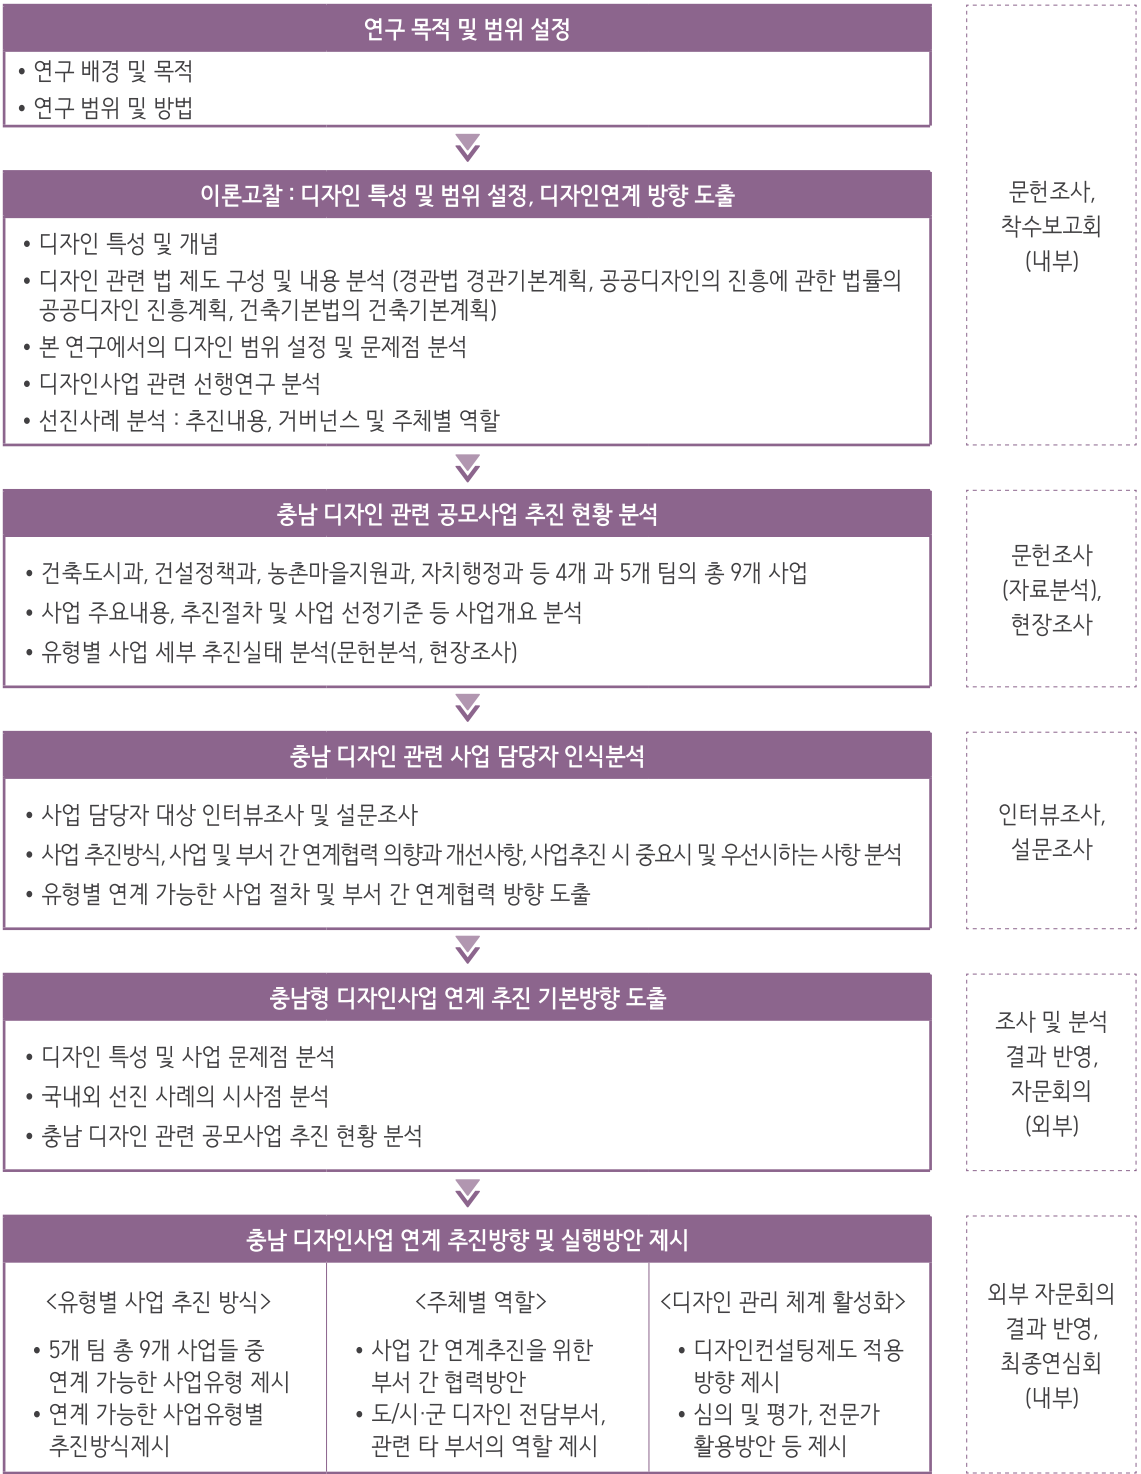 연구 목적 및 범위 설정
• 연구 배경 및 목적
• 연구 범위 및 방법
문헌조사,
착수보고회
(내부)
이론고찰 : 디자인 특성 및 범위 설정, 디자인연계 방향 도출
• 디자인 특성 및 개념
• 디자인 관련 법 제도 구성 및 내용 분석 (경관법 경관기본계획, 공공디자인의 진흥에 관한 법률의
공공디자인 진흥계획, 건축기본법의 건축기본계획)
• 본 연구에서의 디자인 범위 설정 및 문제점 분석
• 디자인사업 관련 선행연구 분석
• 선진사례 분석 : 추진내용, 거버넌스 및 주체별 역할
충남 디자인 관련 공모사업 추진 현황 분석
• 건축도시과, 건설정책과, 농촌마을지원과, 자치행정과 등 4개 과 5개 팀의 총 9개 사업
• 사업 주요내용, 추진절차 및 사업 선정기준 등 사업개요 분석
• 유형별 사업 세부 추진실태 분석(문헌분석, 현장조사)
문헌조사
(자료분석),
현장조사
충남 디자인 관련 사업 담당자 인식분석
• 사업 담당자 대상 인터뷰조사 및 설문조사
• 사업 추진방식, 사업 및 부서 간 연계협력 의향과 개선사항, 사업추진 시 중요시 및 우선시하는 사항 분석
• 유형별 연계 가능한 사업 절차 및 부서 간 연계협력 방향 도출
인터뷰조사,
설문조사
충남형 디자인사업 연계 추진 기본방향 도출
• 디자인 특성 및 사업 문제점 분석
• 국내외 선진 사례의 시사점 분석
• 충남 디자인 관련 공모사업 추진 현황 분석
조사 및 분석
결과 반영,
자문회의
(외부)
충남 디자인사업 연계 추진방향 및 실행방안 제시
<유형별 사업 추진 방식>
• 5개 팀 총 9개 사업들 중
연계 가능한 사업유형 제시
• 연계 가능한 사업유형별
추진방식제시
<주체별 역할>
• 사업 간 연계추진을 위한
부서 간 협력방안
• 도/시·군 디자인 전담부서,
관련 타 부서의 역할 제시
<디자인 관리 체계 활성화>
• 디자인컨설팅제도 적용
방향 제시
• 심의 및 평가, 전문가
활용방안 등 제시
외부 자문회의
결과 반영,
최종연심회
(내부)